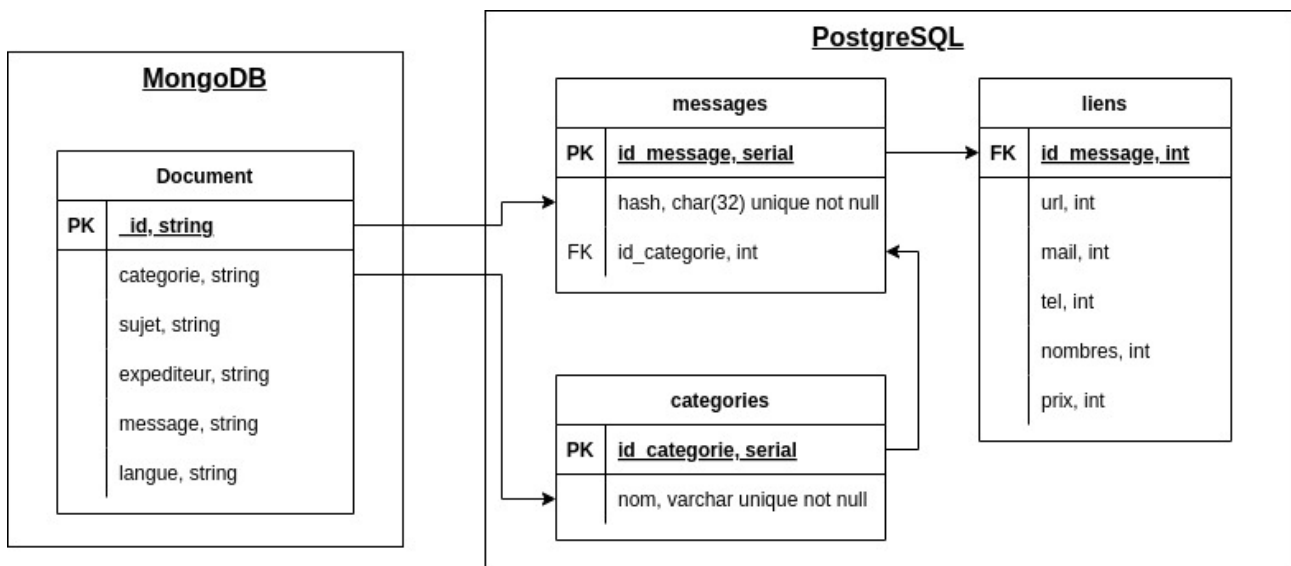 MongoDB
Document
PK _id, string
categorie, string
sujet, string
expediteur, string
message, string
langue, string
PostgreSQL
messages
PK id_message, serial
hash, char(32) unique not null
FK id_categorie, int
categories
PK id_categorie, serial
nom, varchar unique not null
liens
FK id_message, int
url, int
mail, int
tel, int
nombres, int
prix, int